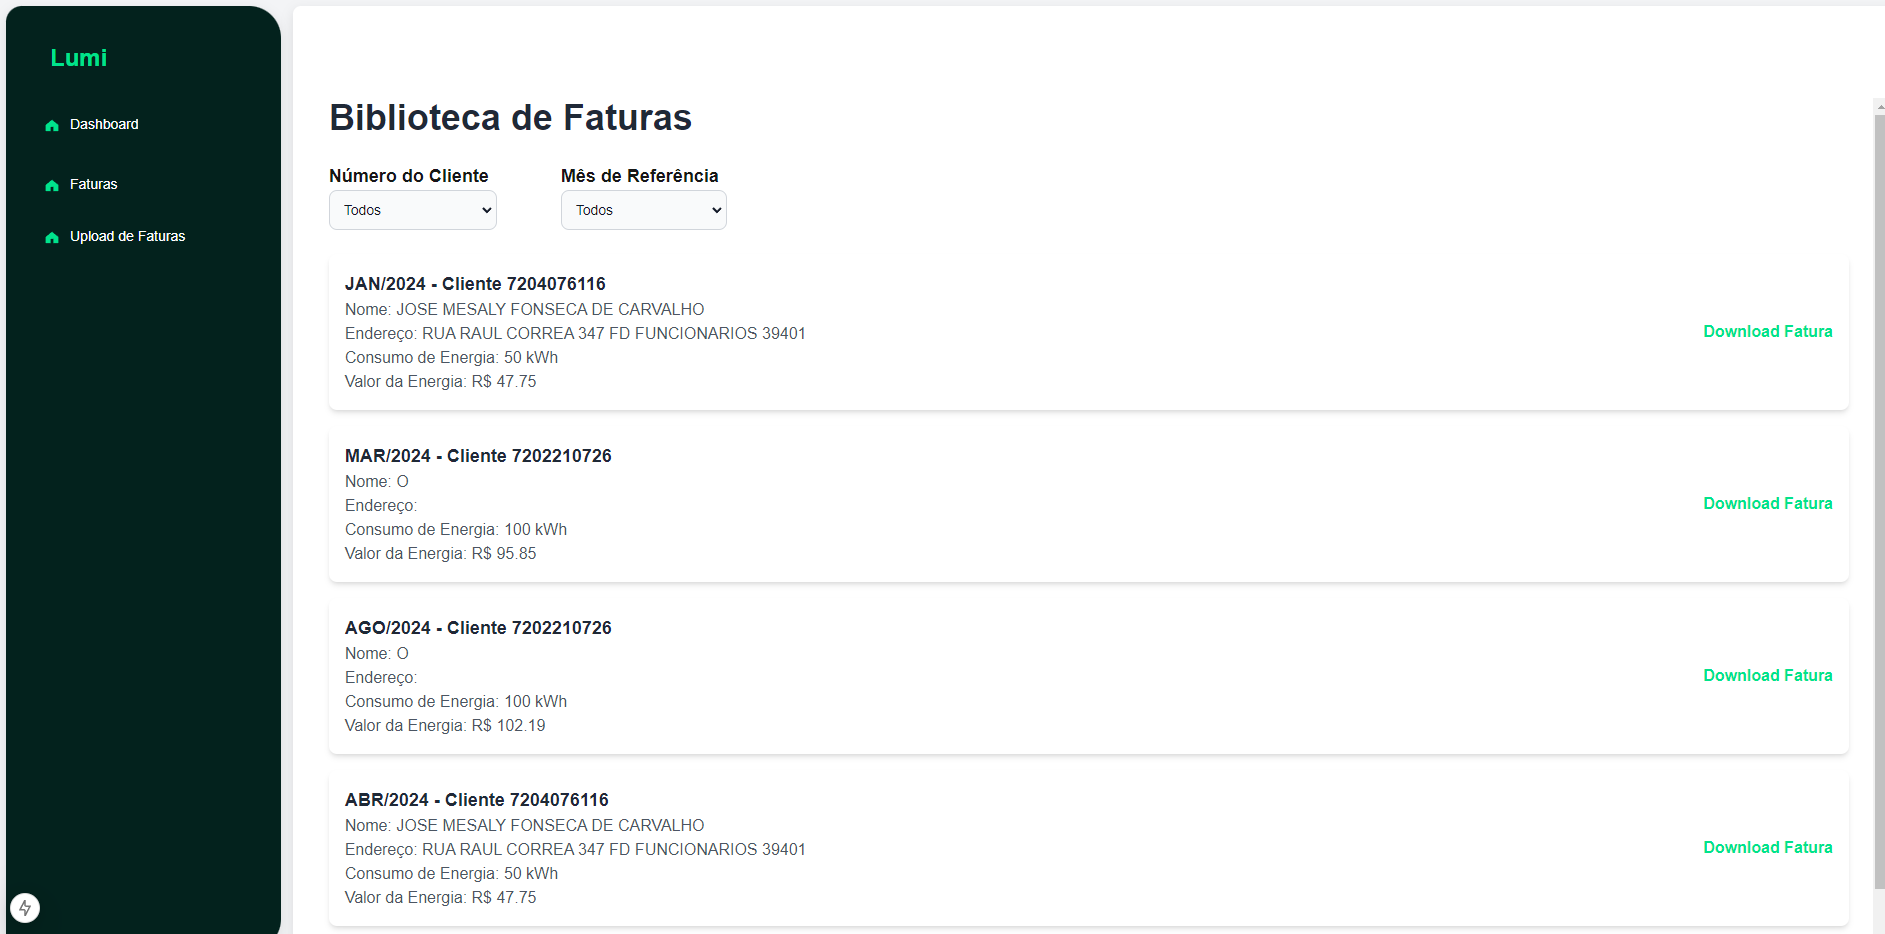 Lumi
Dashboard
Faturas
Upload de Faturas
Biblioteca de Faturas
Número do Cliente
Todos
Mês de Referência
Todos
JAN/2024 - Cliente 7204076116
Nome: JOSE MESALY FONSECA DE CARVALHO
Endereço: RUA RAUL CORREA 347 FD FUNCIONARIOS 39401
Consumo de Energia: 50 kWh
Valor da Energia: R$ 47.75
Download Fatura
MAR/2024 - Cliente 7202210726
Nome: O
Endereço:
Consumo de Energia: 100 kWh
Valor da Energia: R$ 95.85
Download Fatura
AGO/2024 - Cliente 7202210726
Nome: O
Endereço:
Consumo de Energia: 100 kWh
Valor da Energia: R$ 102.19
Download Fatura
ABR/2024 - Cliente 7204076116
Nome: JOSE MESALY FONSECA DE CARVALHO
Endereço: RUA RAUL CORREA 347 FD FUNCIONARIOS 39401
Consumo de Energia: 50 kWh
Valor da Energia: R$ 47.75
Download Fatura